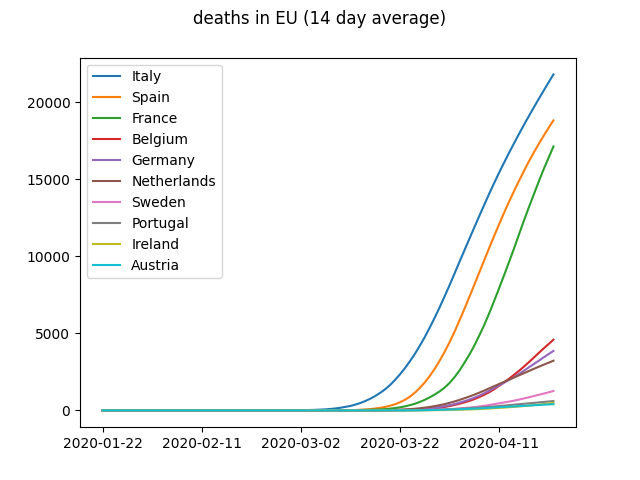 deaths in EU (14 day average)
Italy
Spain
France
Belgium
Germany
Netherlands
Sweden
Portugal
Ireland
Austria
20000
15000
10000
5000
0
2020-01-22 2020-02-11 2020-03-02 2020-03-22 2020-04-11